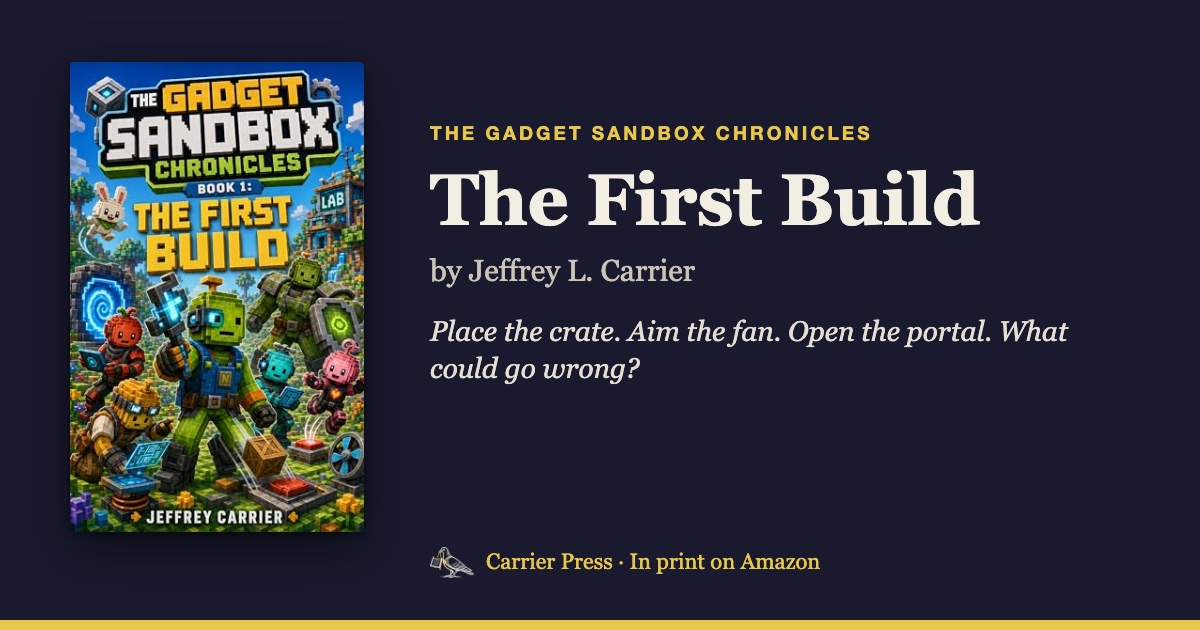 THE GADGET
SANDBOX
CHRONICLES
BOOK 1:
THE FIRST
BUILD
LAB
N
JEFFREY CARRIER
THE GADGET SANDBOX CHRONICLES
The First Build
by Jeffrey L. Carrier
Place the crate. Aim the fan. Open the portal. What
could go wrong?
Carrier Press · In print on Amazon